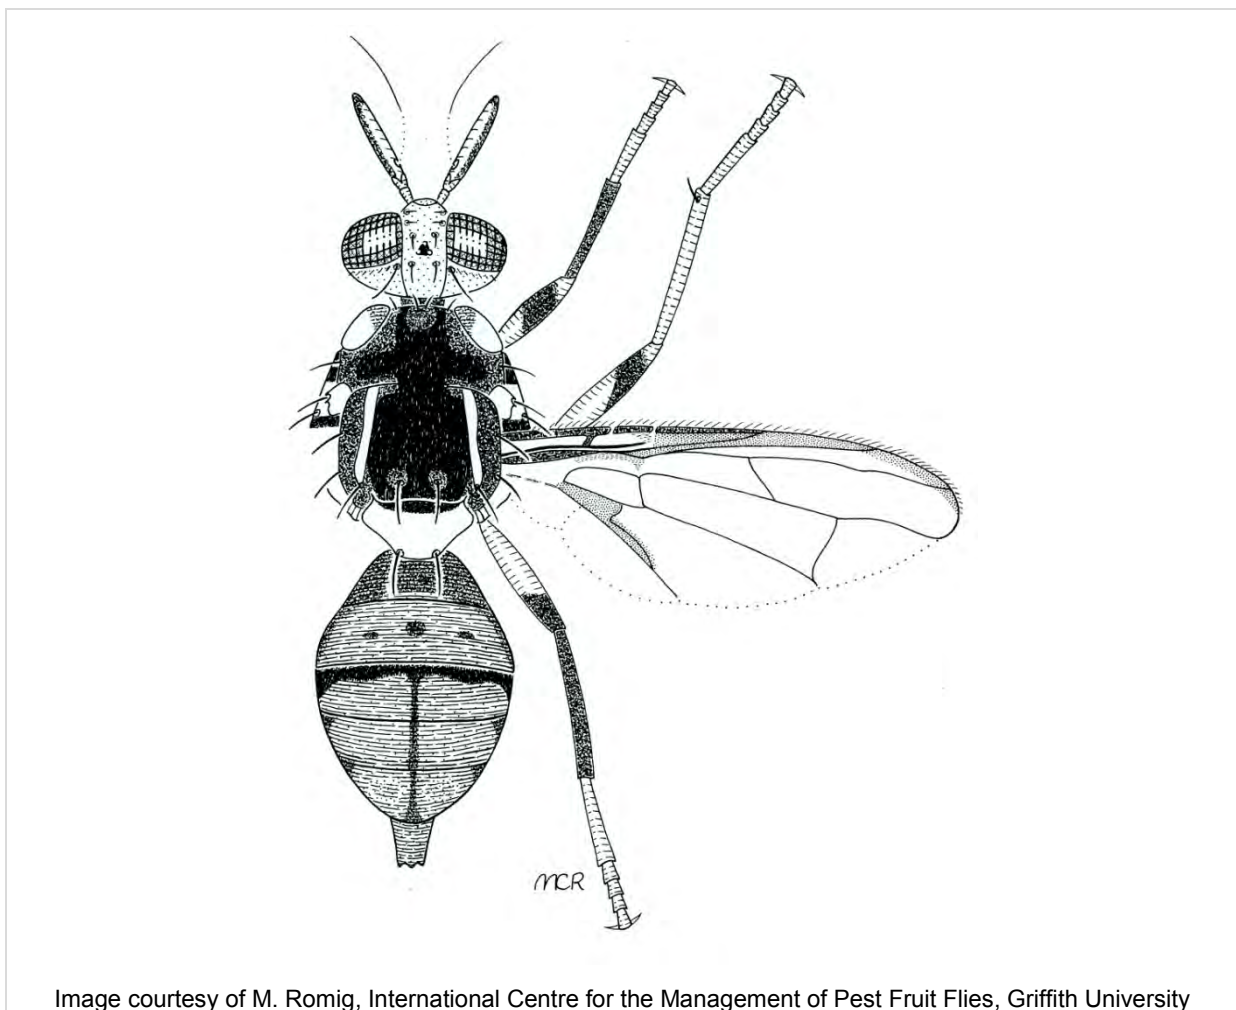 MCR
Image courtesy of M. Romig, International Centre for the Management of Pest Fruit Flies, Griffith University